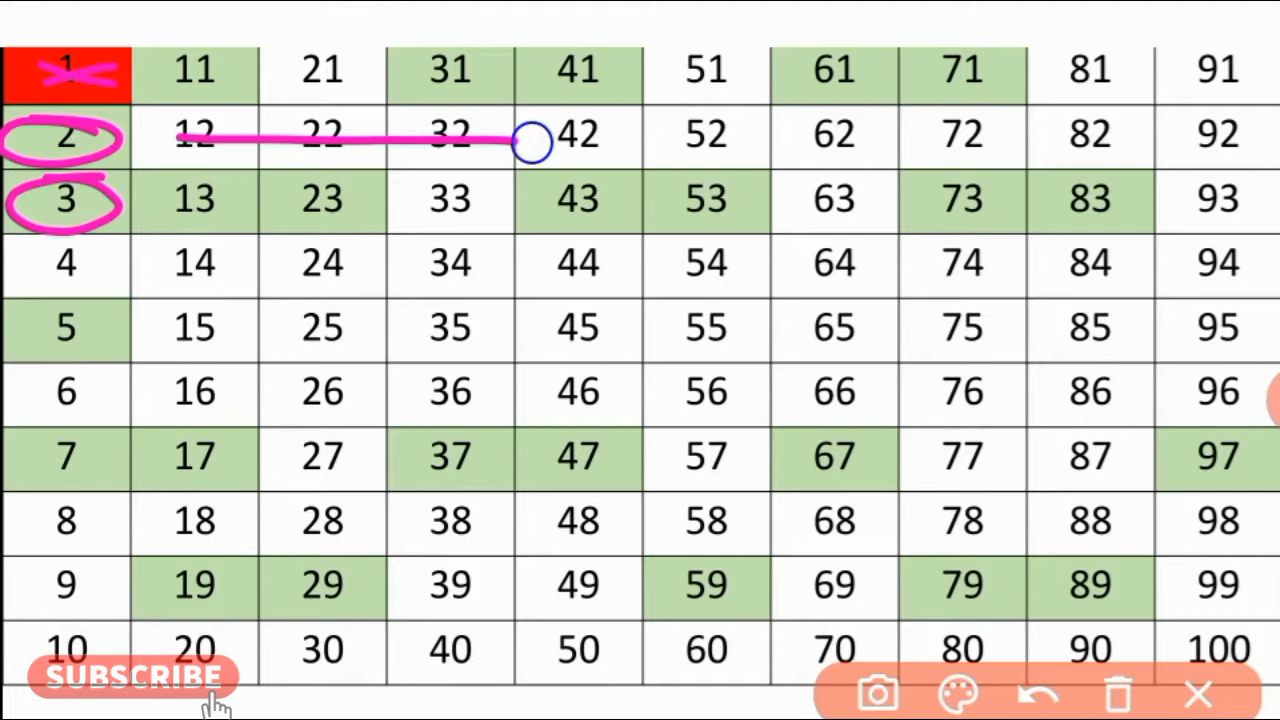 1 11 21 31 41 51 61 71 81 91
2 12 22 32 42 52 62 72 82 92
3 13 23 33 43 53 63 73 83 93
4 14 24 34 44 54 64 74 84 94
5 15 25 35 45 55 65 75 85 95
6 16 26 36 46 56 66 76 86 96
7 17 27 37 47 57 67 77 87 97
8 18 28 38 48 58 68 78 88 98
9 19 29 39 49 59 69 79 89 99
10 20 30 40 50 60 70 80 90 100
SUBSCRIBE